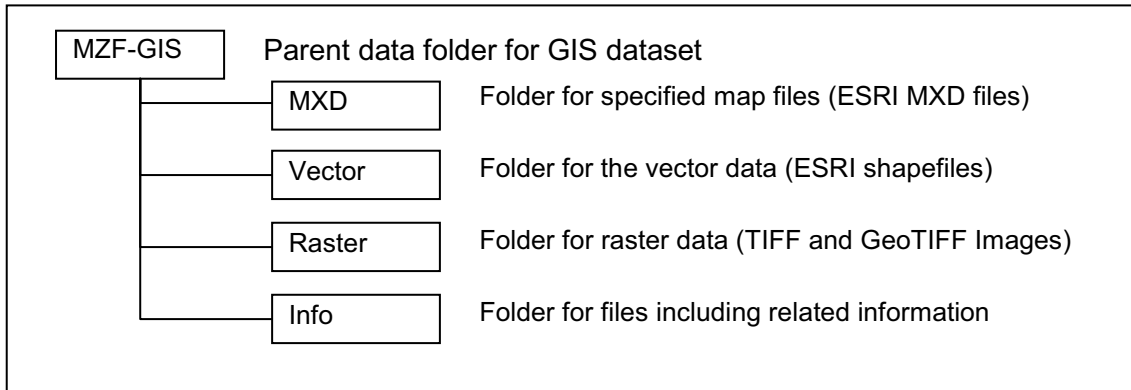 MZF-GIS Parent data folder for GIS dataset
MXD Folder for specified map files (ESRI MXD files)
Vector Folder for the vector data (ESRI shapefiles)
Raster Folder for raster data (TIFF and GeoTIFF Images)
Info Folder for files including related information